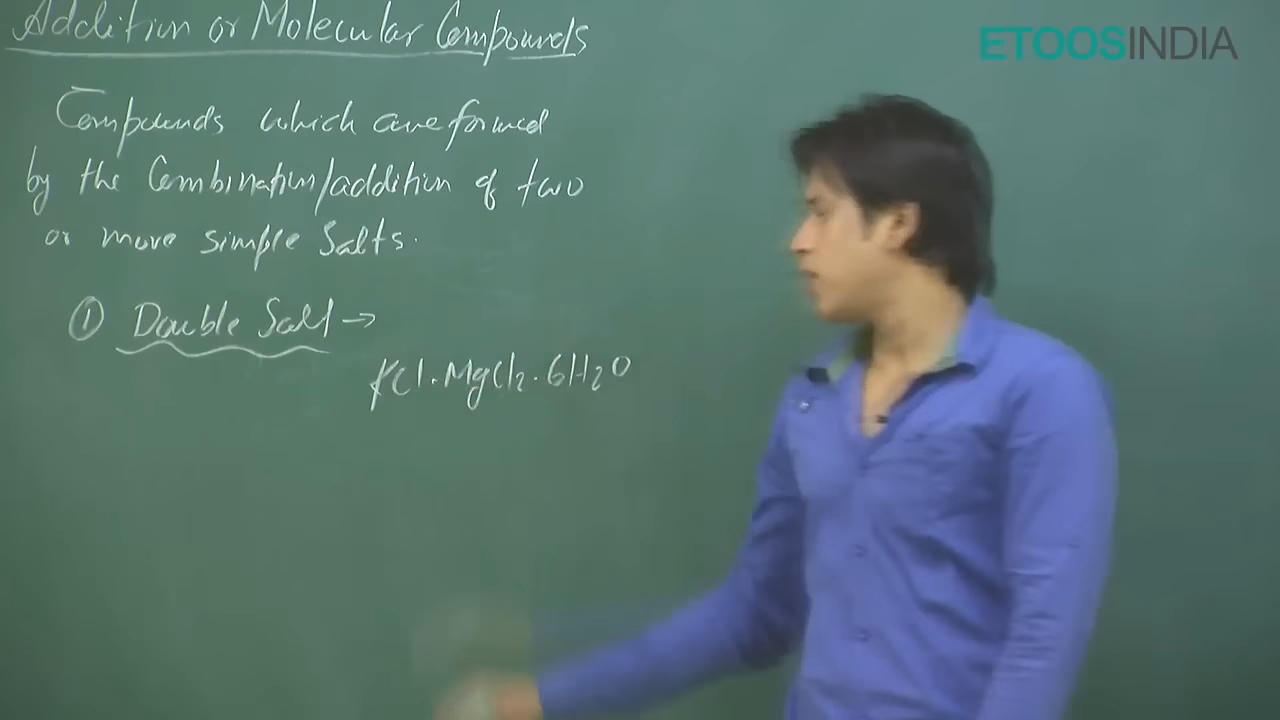 Addition or Molecular Compounds
ETOOSINDIA
Compounds which are formed
by the Combination/addition of two
or more simple Salts.
① Double Salt →
KCl.MgCl₂.6H₂O